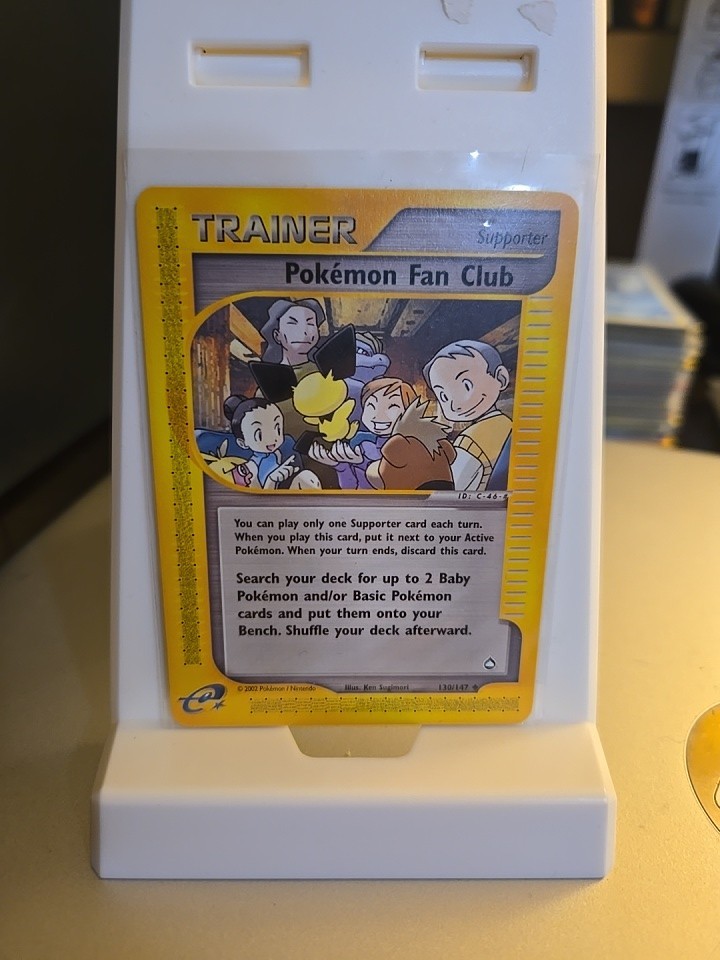 TRAINER
Supporter
Pokémon Fan Club
ID: C-46-
You can play only one Supporter card each turn.
When you play this card, put it next to your Active
Pokémon. When your turn ends, discard this card.
Search your deck for up to 2 Baby
Pokémon and/or Basic Pokémon
cards and put them onto your
Bench. Shuffle your deck afterward.
© 2002 Pokémon / Nintendo
Illus. Ken Sugimori
130/147
e